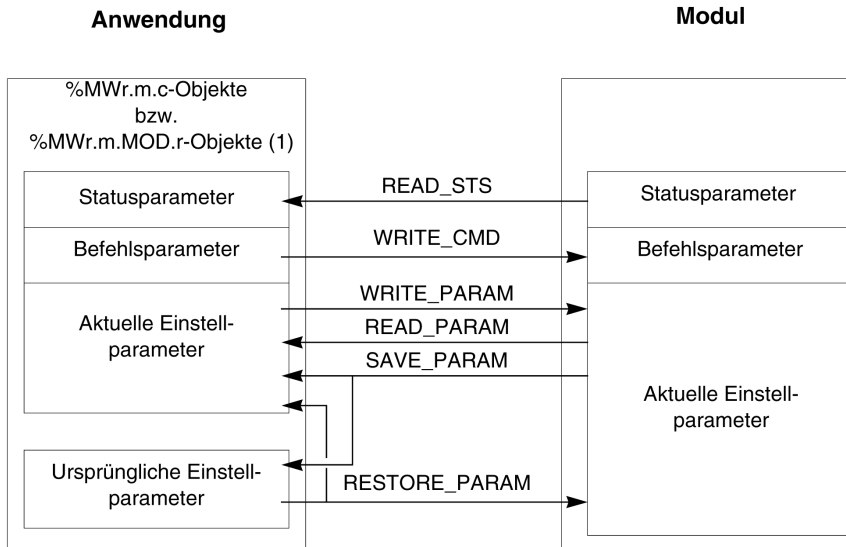 Anwendung
Modul
%MWr.m.c-Objekte
bzw.
%MWr.m.MOD.r-Objekte (1)
Statusparameter
READ_STS
Statusparameter
Befehlsparameter
WRITE_CMD
Befehlsparameter
Aktuelle Einstell-
parameter
WRITE_PARAM
READ_PARAM
SAVE_PARAM
Aktuelle Einstell-
parameter
Ursprüngliche Einstell-
parameter
RESTORE_PARAM